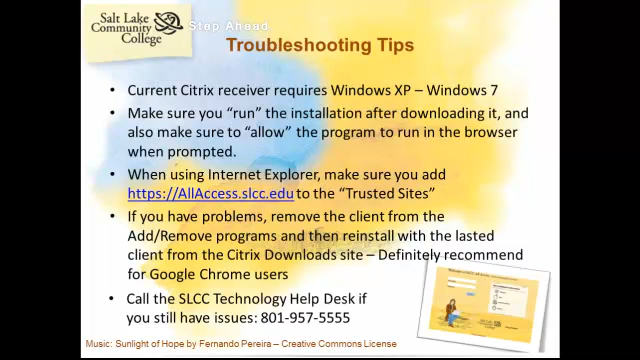 Salt Lake
Community
College
Step Ahead
Troubleshooting Tips
• Current Citrix receiver requires Windows XP – Windows 7
• Make sure you “run” the installation after downloading it, and
also make sure to “allow” the program to run in the browser
when prompted.
• When using Internet Explorer, make sure you add
https://AllAccess.slcc.edu to the “Trusted Sites”
• If you have problems, remove the client from the
Add/Remove programs and then reinstall with the lasted
client from the Citrix Downloads site – Definitely recommend
for Google Chrome users
• Call the SLCC Technology Help Desk if
you still have issues: 801-957-5555
Music: Sunlight of Hope by Fernando Pereira – Creative Commons License